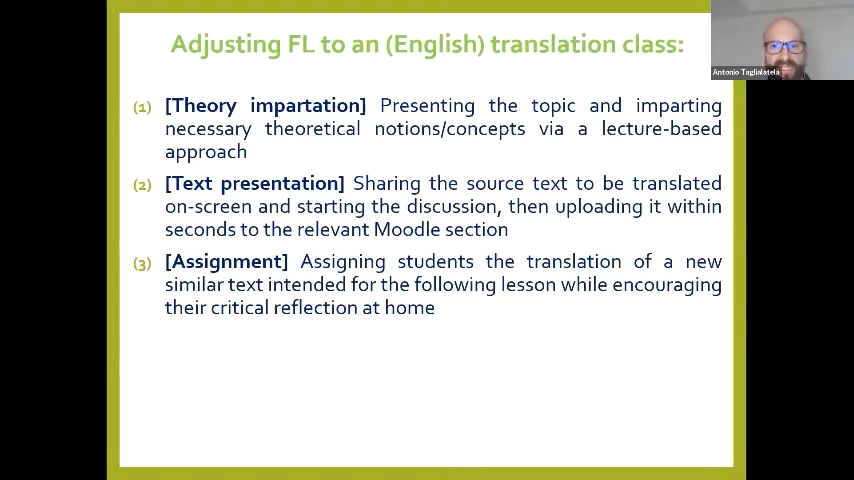 Adjusting FL to an (English) translation class:
Antonio Taglialatela
(1) [Theory impartation] Presenting the topic and imparting
necessary theoretical notions/concepts via a lecture-based
approach
(2) [Text presentation] Sharing the source text to be translated
on-screen and starting the discussion, then uploading it within
seconds to the relevant Moodle section
(3) [Assignment] Assigning students the translation of a new
similar text intended for the following lesson while encouraging
their critical reflection at home